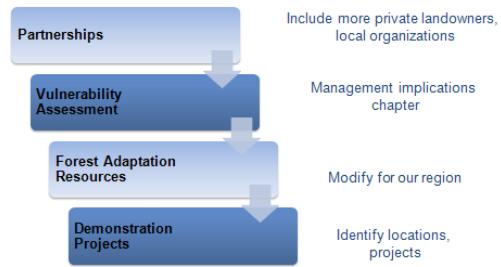 Partnerships
Include more private landowners,
local organizations
Vulnerability
Assessment
Management implications
chapter
Forest Adaptation
Resources
Modify for our region
Demonstration
Projects
Identify locations,
projects